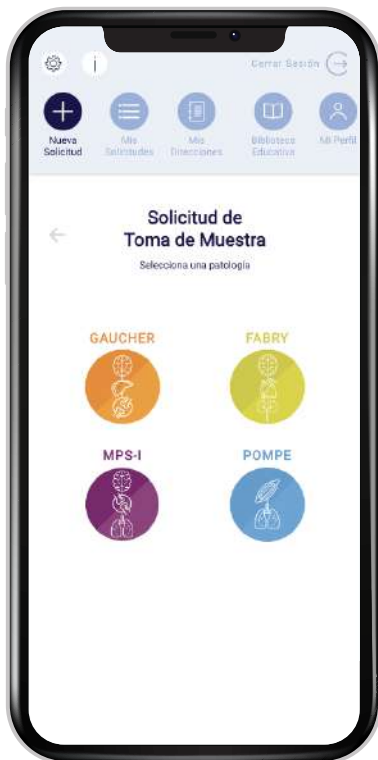 i
Cerrar Sesión
Nueva
Solicitud
Mis
Solicitudes
Mis
Direcciones
Biblioteca
Educativa
Mi Perfil
Solicitud de
Toma de Muestra
Selecciona una patología
GAUCHER
FABRY
MPS-I
POMPE